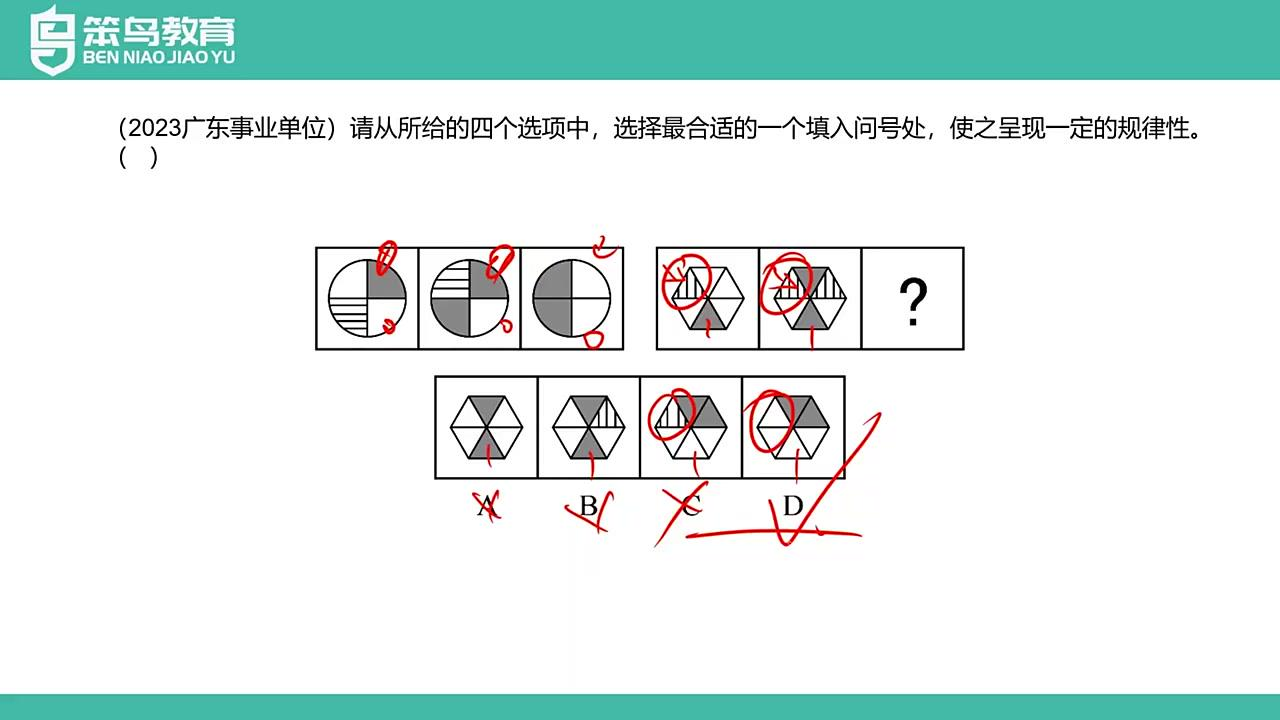 笨鸟教育
BEN NIAO JIAO YU
（2023广东事业单位）请从所给的四个选项中，选择最合适的一个填入问号处，使之呈现一定的规律性。
（ ）
?
A B C D